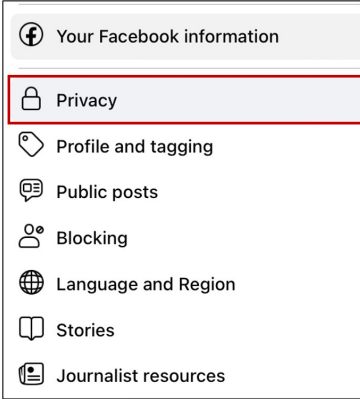 Your Facebook information
Privacy
Profile and tagging
Public posts
Blocking
Language and Region
Stories
Journalist resources